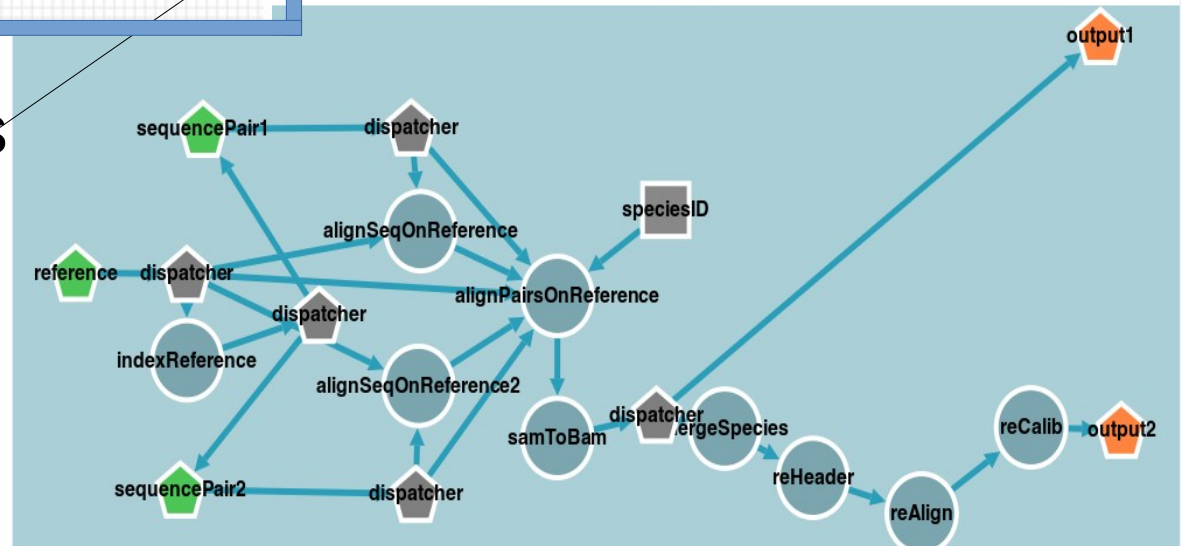 output1
sequencePair1
dispatcher
speciesID
alignSeqOnReference
reference
dispatcher
alignPairsOnReference
dispatcher
indexReference
alignSeqOnReference2
dispatcher
ergeSpecies
reCalib
output2
samToBam
reHeader
sequencePair2
dispatcher
reAlign